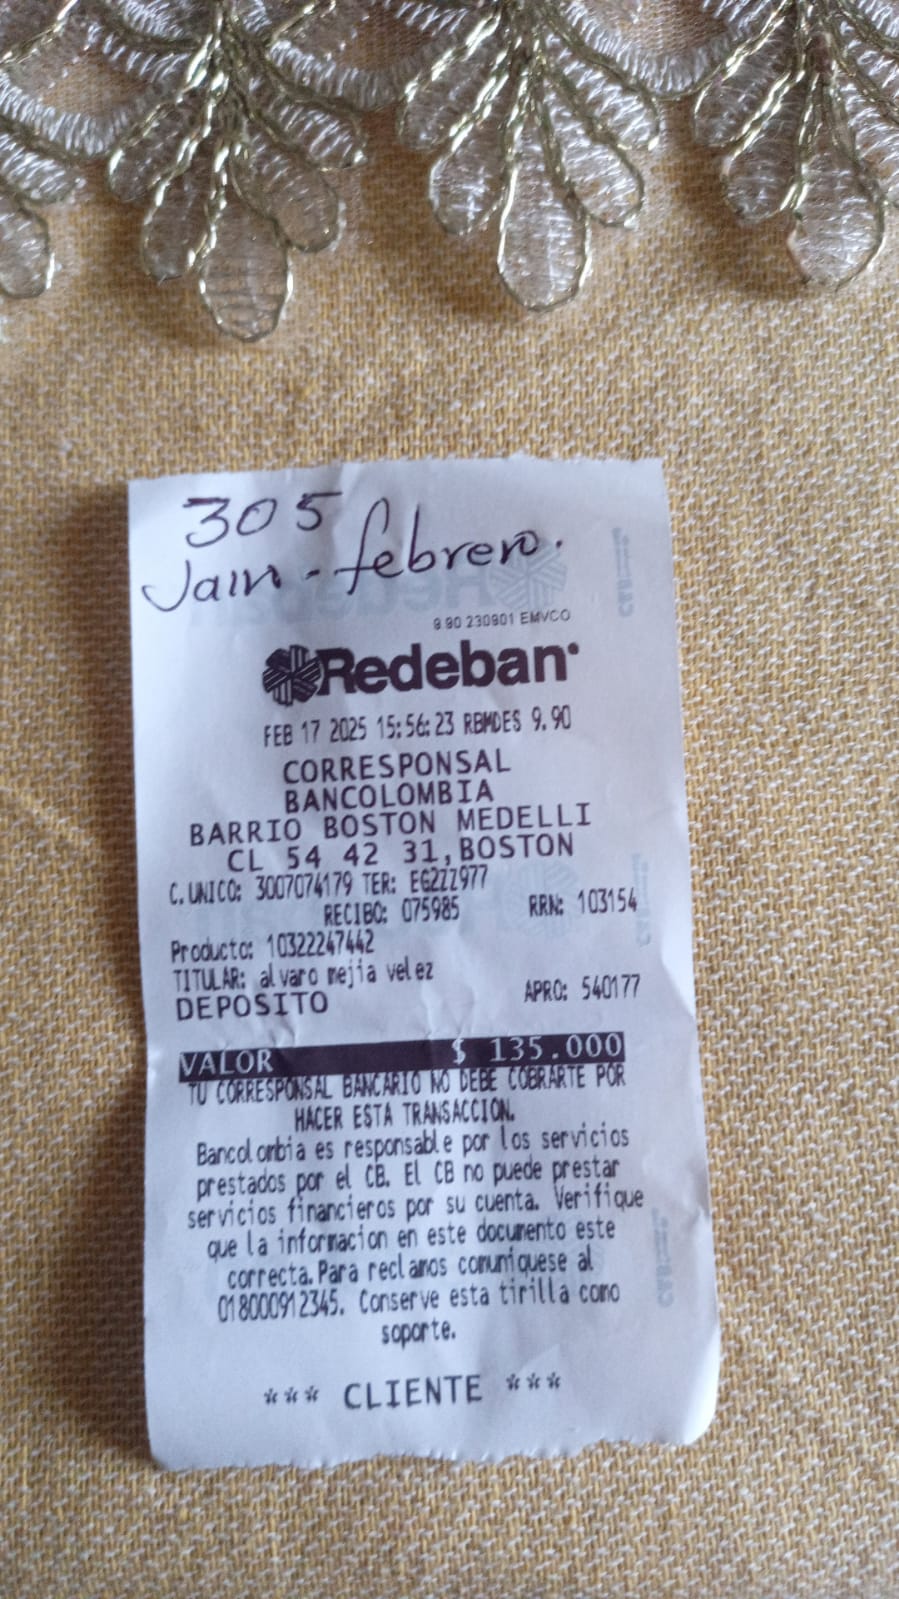 305
Jain - febrero.
9.90 230901 EMVCO
Redeban
FEB 17 2025 15:56:23 RBMDES 9.90
CORRESPONSAL
BANCOLOMBIA
BARRIO BOSTON MEDELLI
CL 54 42 31, BOSTON
C. UNICO: 3007074179 TER: EGZZZ977
RECIBO: 075985 RRN: 103154
Producto: 10322247442
TITULAR: alvaro mejia velez
DEPOSITO APRO: 540177
VALOR $ 135.000
TU CORRESPONSAL BANCARIO NO DEBE COBRARTE POR
HACER ESTA TRANSACCION.
Bancolombia es responsable por los servicios
prestados por el CB. El CB no puede prestar
servicios financieros por su cuenta. Verifique
que la informacion en este documento este
correcta. Para reclamos comuniquese al
018000912345. Conserve esta tirilla como
soporte.
*** CLIENTE ***